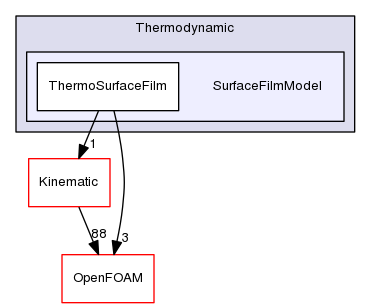 Thermodynamic
ThermoSurfaceFilm SurfaceFilmModel
1
Kinematic
88
3
OpenFOAM